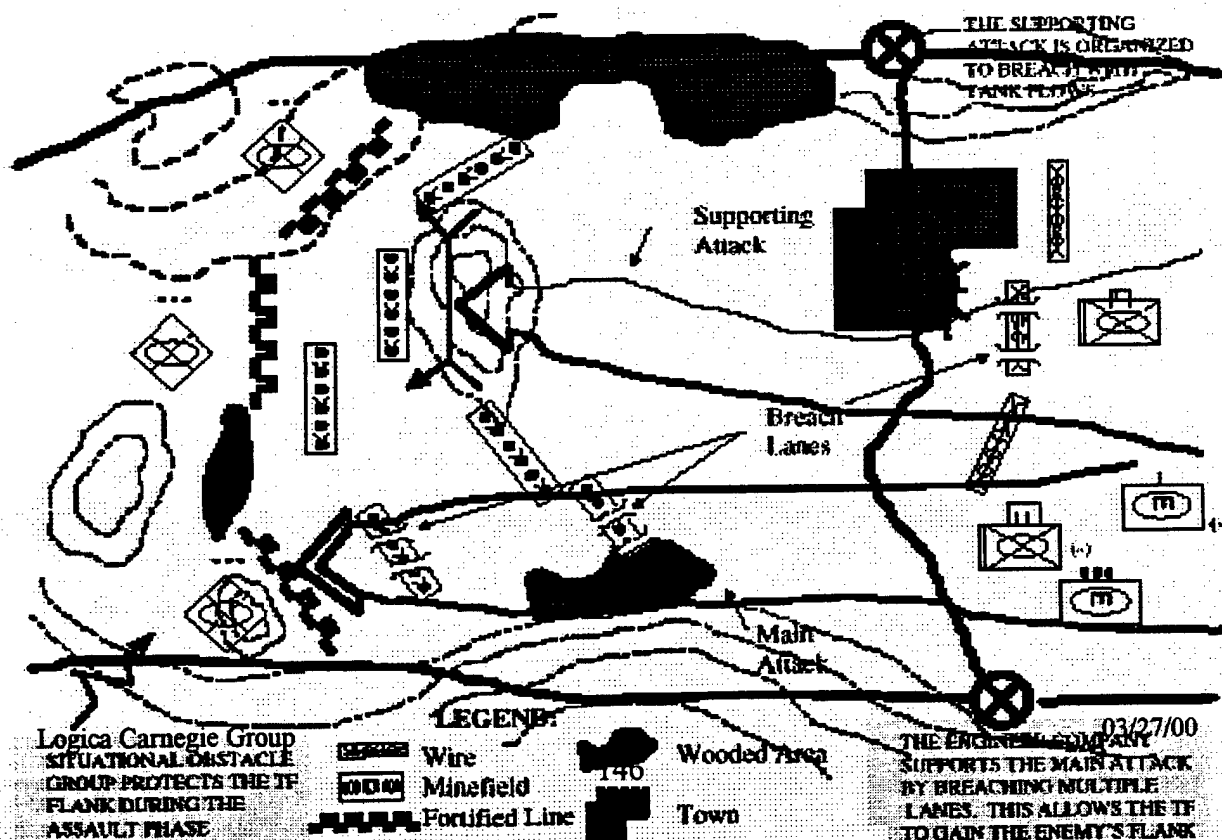 THE SUPPORTING
ATTACK IS ORGANIZED
TO BREACH WITH
TANK PLOWS
Supporting
Attack
Breach
Lanes
Main
Attack
LEGEND:
Logica Carnegie Group
SITUATIONAL OBSTACLE
GROUP PROTECTS THE TF
FLANK DURING THE
ASSAULT PHASE
Wire
Minefield
Fortified Line
146
Wooded Area
Town
03/27/00
THE ENGINEER COMPANY
SUPPORTS THE MAIN ATTACK
BY BREACHING MULTIPLE
LANES. THIS ALLOWS THE TF
TO GAIN THE ENEMY'S FLANK